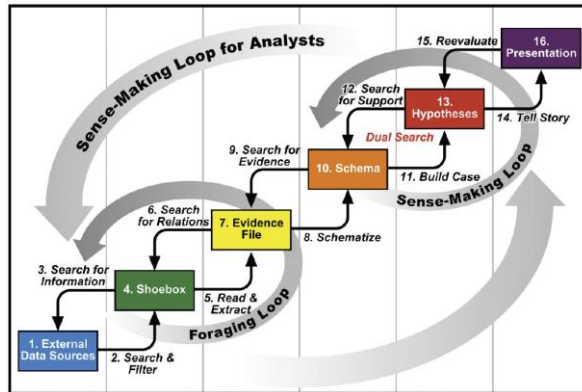 Sense-Making Loop for Analysts
15. Reevaluate
16.
Presentation
12. Search
for Support
13.
Hypotheses
14. Tell Story
Dual Search
9. Search for
Evidence
10. Schema
11. Build Case
Sense-Making Loop
6. Search
for Relations
7. Evidence
File
8. Schematize
3. Search for
Information
4. Shoebox
5. Read &
Extract
Foraging Loop
1. External
Data Sources
2. Search &
Filter